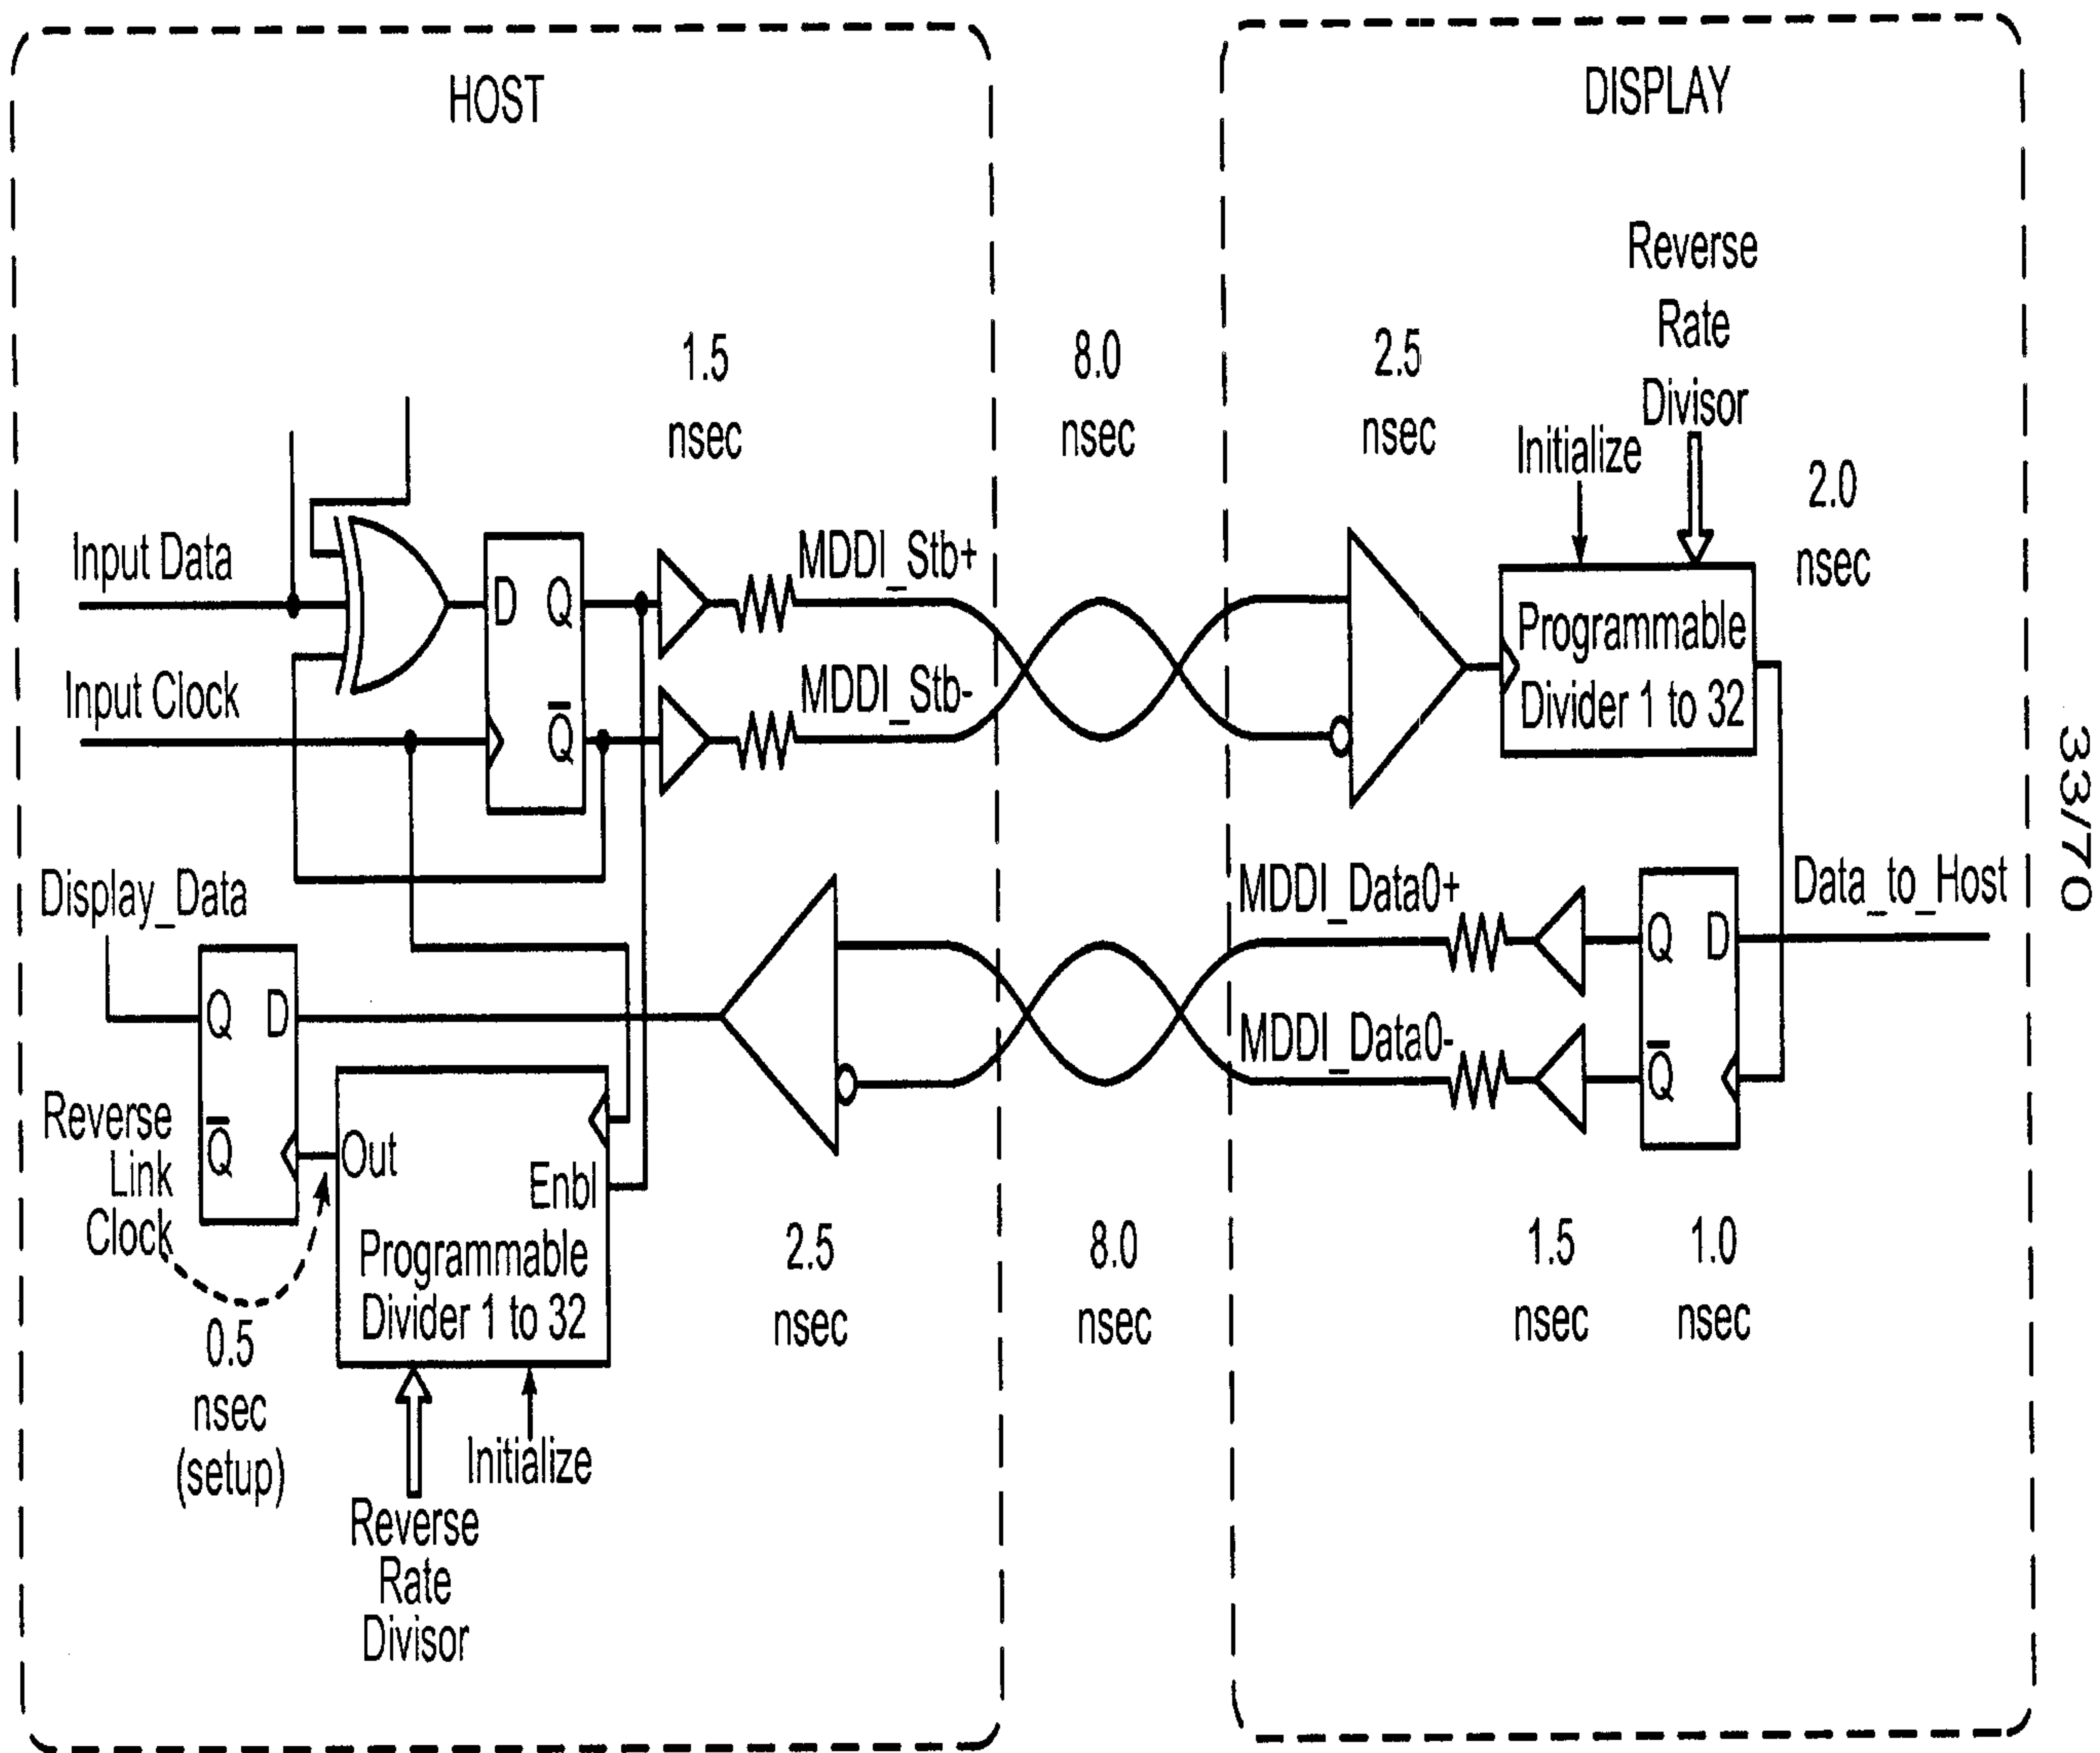 HOST
DISPLAY
Reverse
Rate
Divisor
1.5
nsec
8.0
nsec
2.5
nsec
Initialize
2.0
nsec
Input Data
D Q
MDDI_Stb+
Programmable
Divider 1 to 32
Input Clock
Q̅
MDDI_Stb-
33/70
Display_Data
MDDI_Data0+
Data_to_Host
Q D
Q D
MDDI_Data0-
Q̅
Reverse
Link
Clock
Q̅
Out
Enbl
Programmable
Divider 1 to 32
2.5
nsec
8.0
nsec
1.5
nsec
1.0
nsec
0.5
nsec
(setup)
Initialize
Reverse
Rate
Divisor